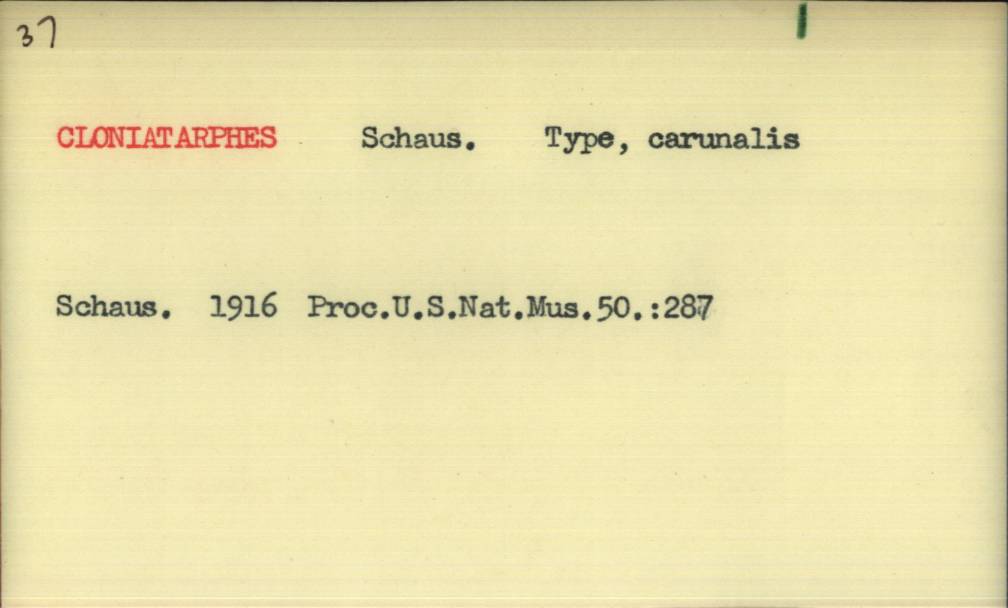 37
CLONIATARPHES Schaus. Type, carunalis
Schaus. 1916 Proc.U.S.Nat.Mus.50.:287